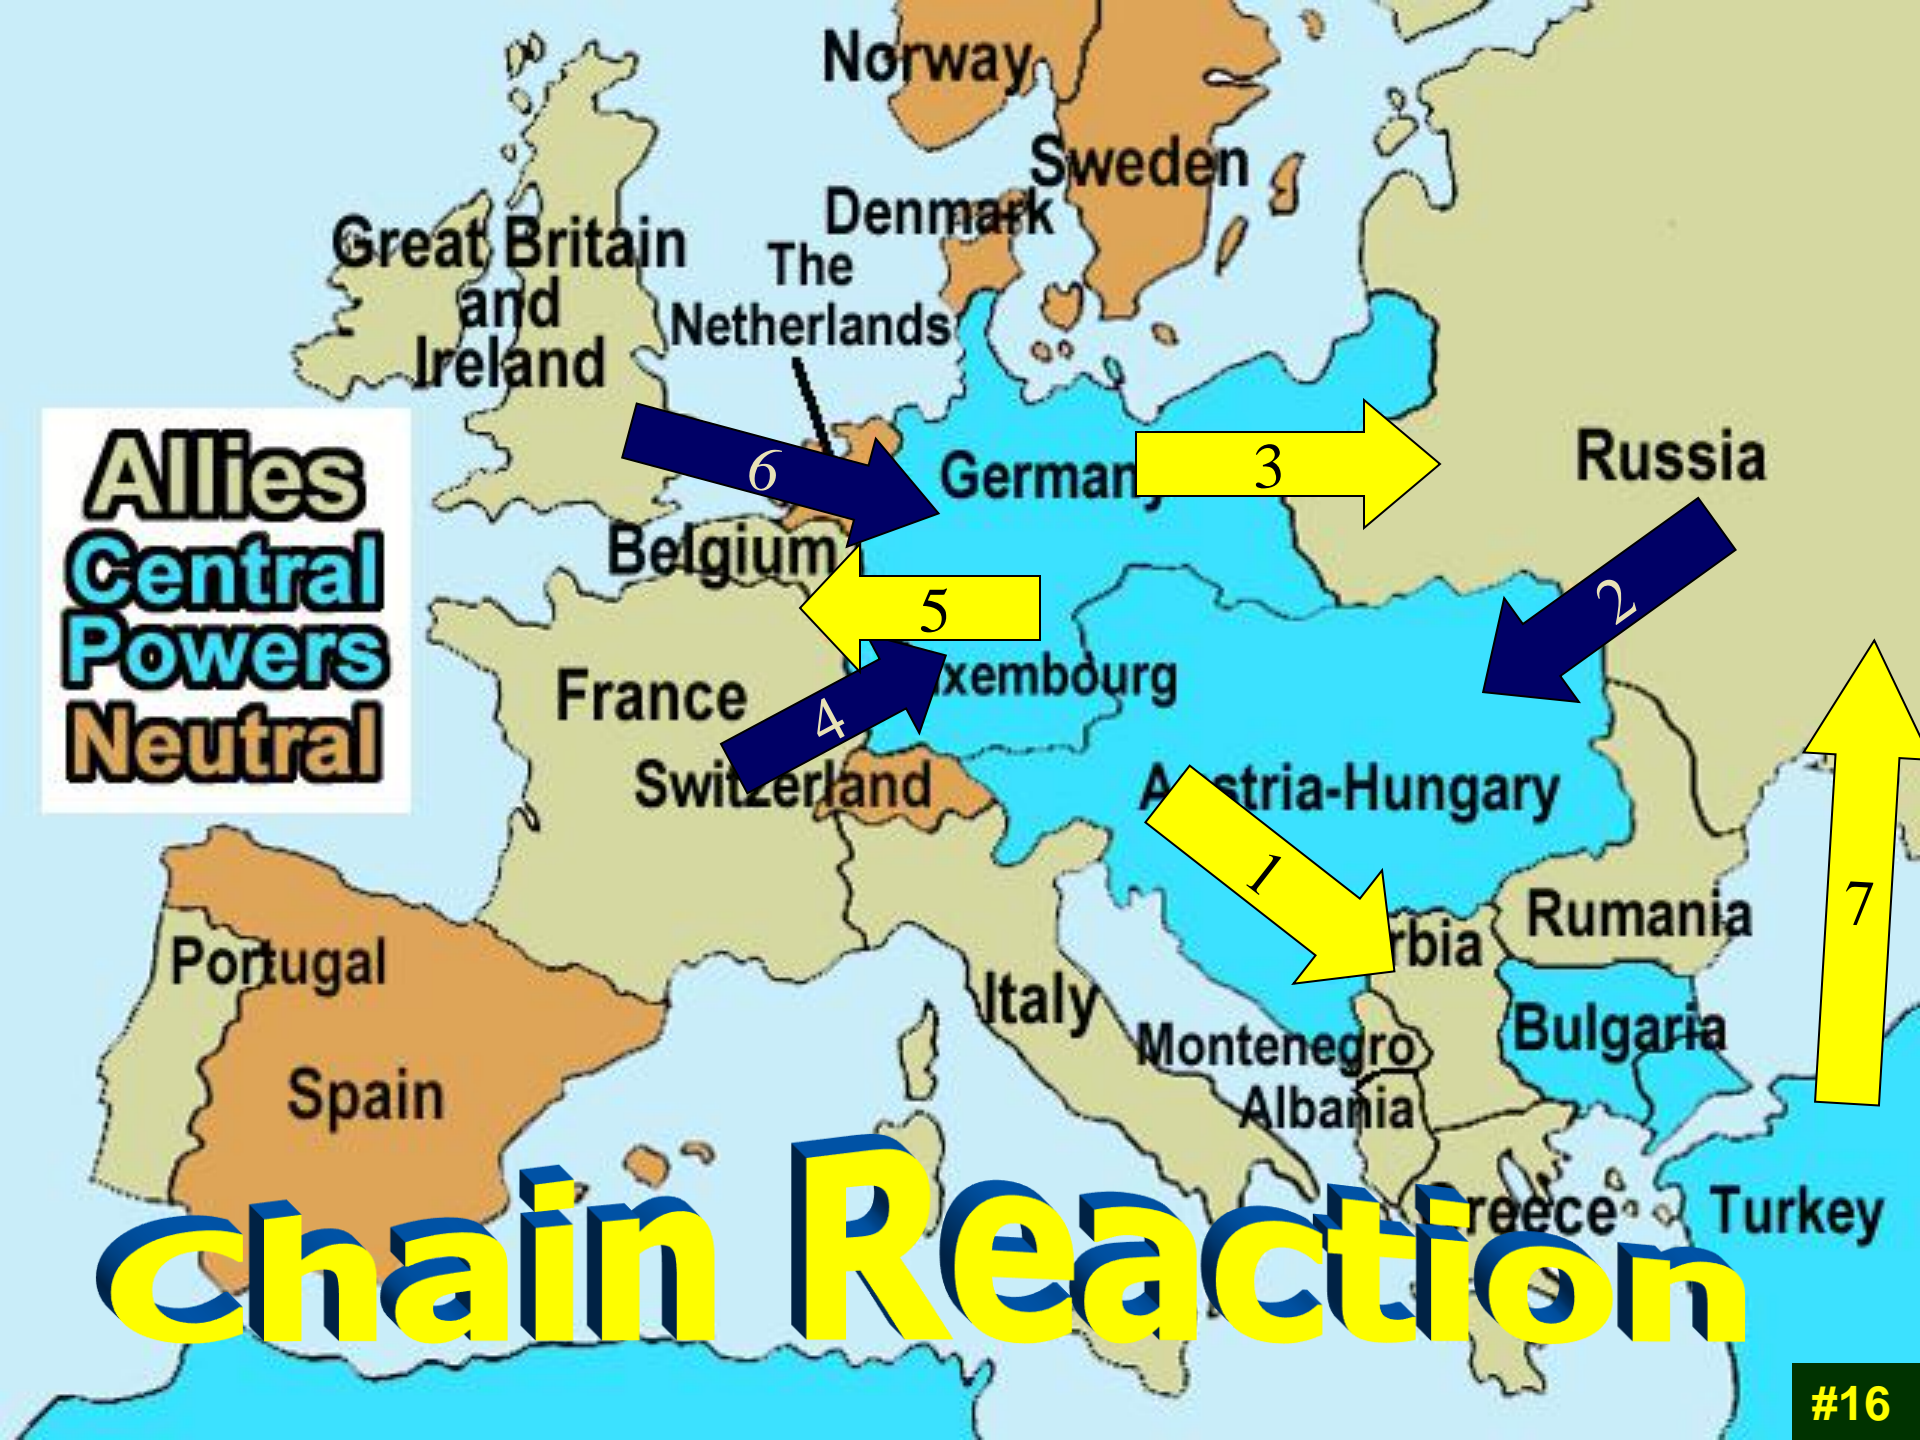 Norway
Sweden
Denmark
Great Britain
and
Ireland
The
Netherlands
Allies
Central
Powers
Neutral
6
Germany
3
Russia
Belgium
5
2
France
4
xembourg
Switzerland
Austria-Hungary
1
7
Rumania
rbia
Portugal
Italy
Bulgaria
Montenegro
Spain
Albania
Greece
Turkey
Chain Reaction
#16